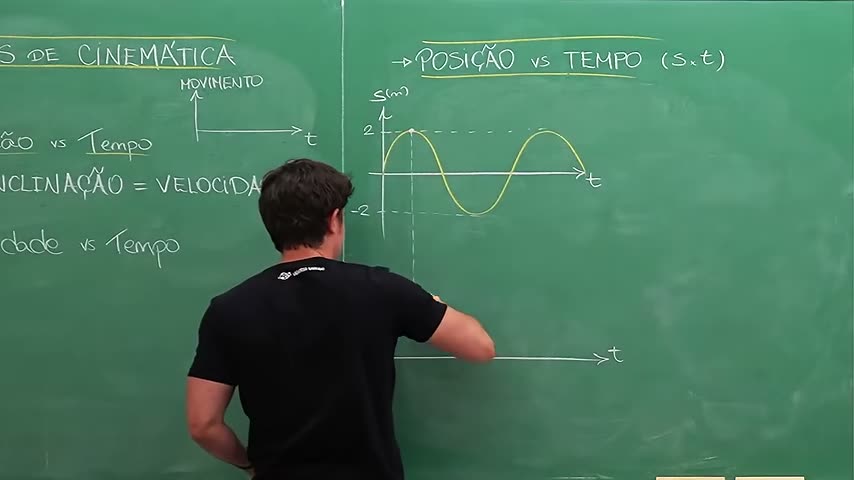 S DE CINEMÁTICA
MOVIMENTO
t
ão vs Tempo
NCLINAÇÃO = VELOCIDA
dade vs Tempo
→ POSIÇÃO vs TEMPO (s×t)
S(m)
2
t
-2
t